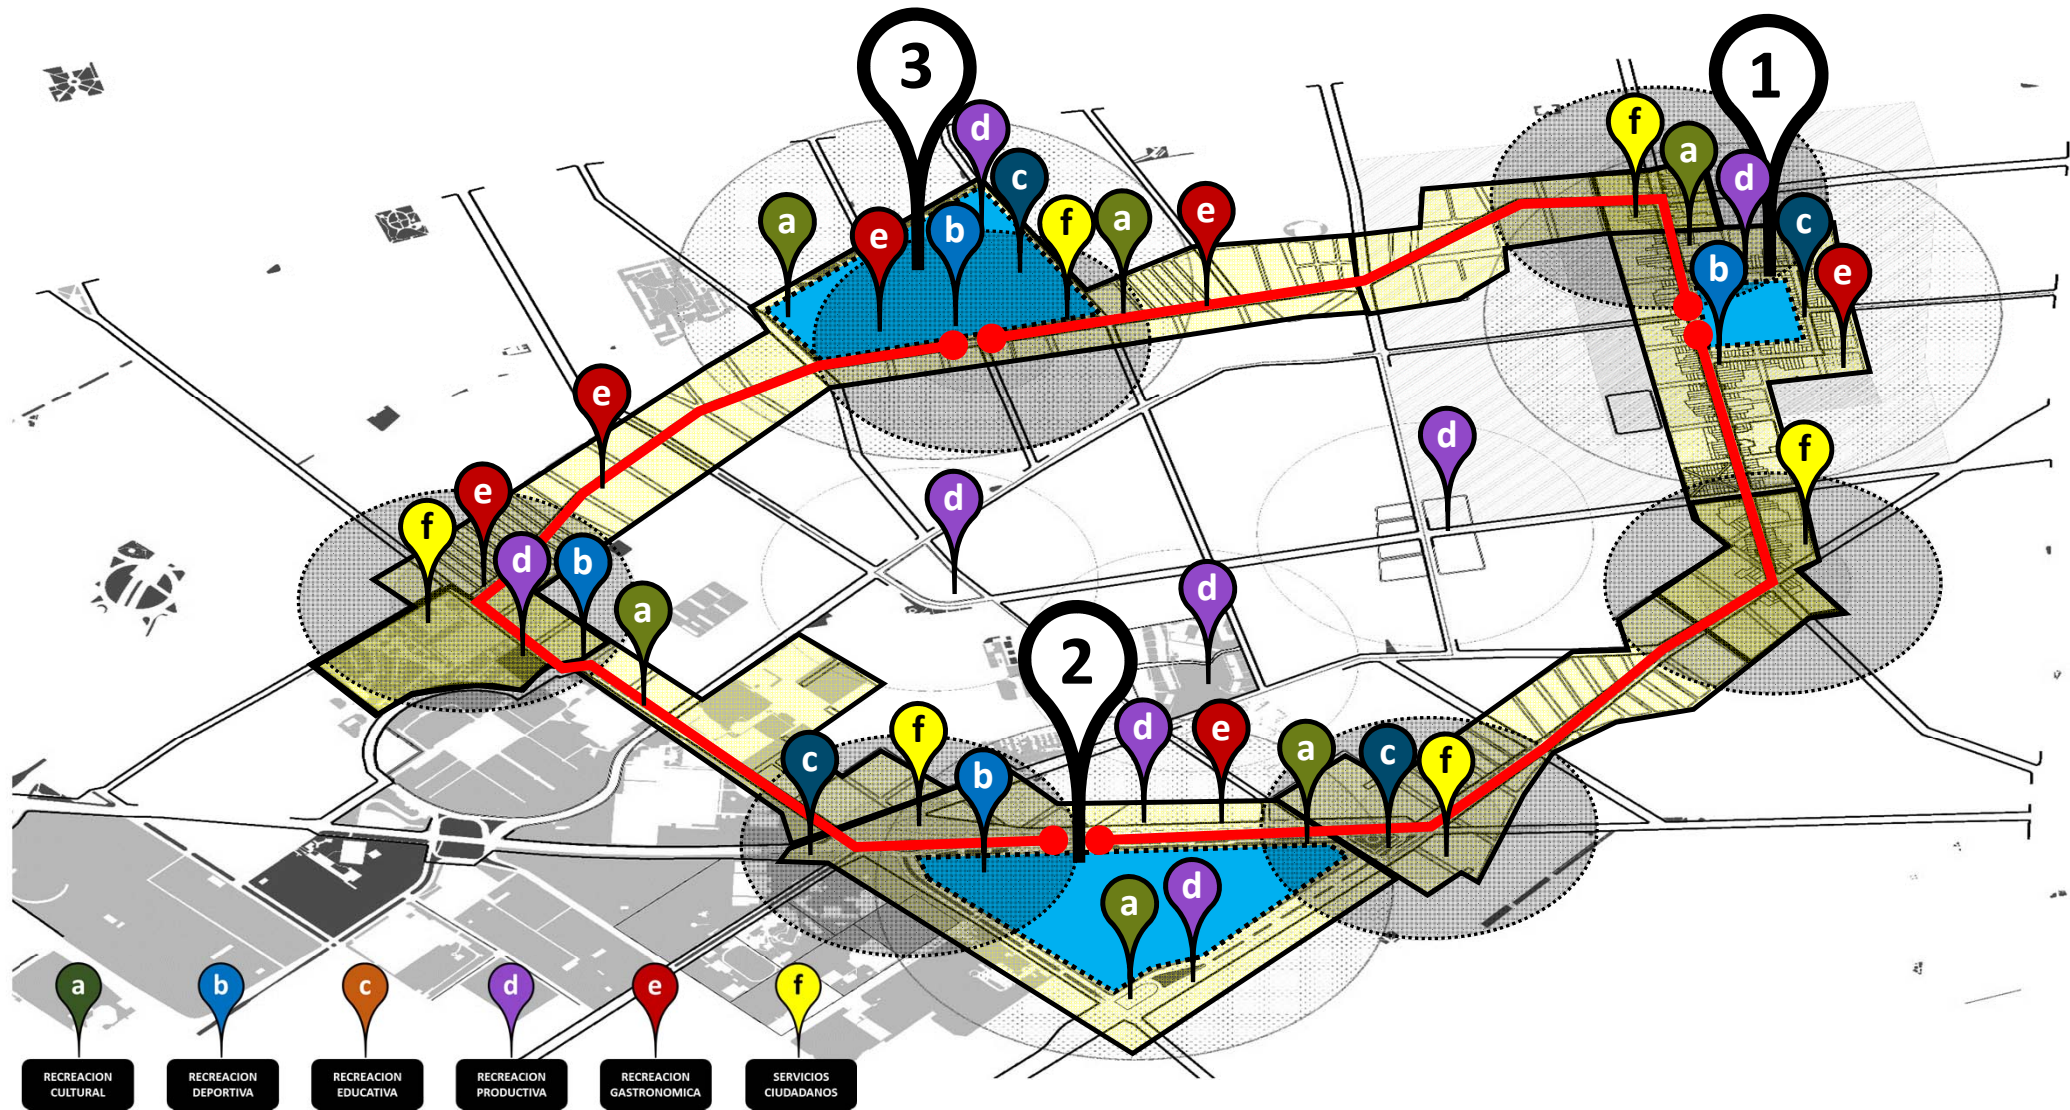 3
1
d
f
a
c
d
a
e
b
f
a
e
c
b
e
e
d
f
e
d
f
d
b
a
d
2
f
d
e
a
c
f
c
b
d
a
a
b
c
d
e
f
RECREACION
CULTURAL
RECREACION
DEPORTIVA
RECREACION
EDUCATIVA
RECREACION
PRODUCTIVA
RECREACION
GASTRONOMICA
SERVICIOS
CIUDADANOS